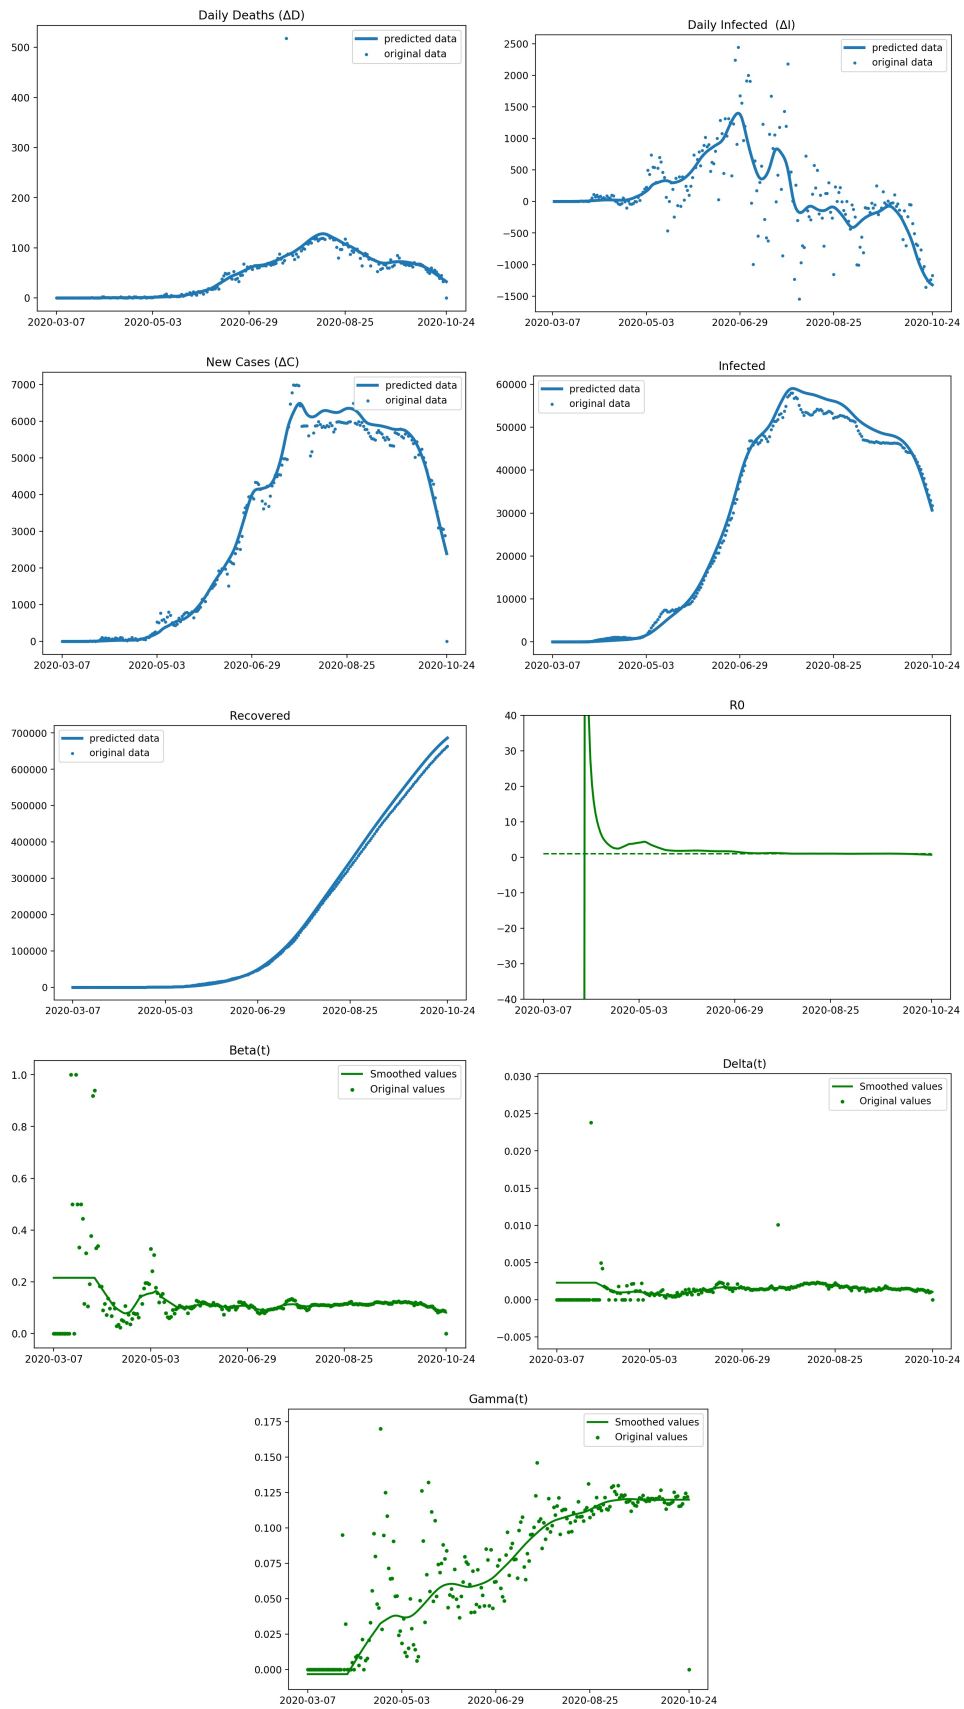 Daily Deaths (ΔD)
500
400
300
200
100
0
predicted data
original data
2020-03-07 2020-05-03 2020-06-29 2020-08-25 2020-10-24
Daily Infected (ΔI)
2500
2000
1500
1000
500
0
−500
−1000
−1500
predicted data
original data
2020-03-07 2020-05-03 2020-06-29 2020-08-25 2020-10-24
New Cases (ΔC)
7000
6000
5000
4000
3000
2000
1000
0
predicted data
original data
2020-03-07 2020-05-03 2020-06-29 2020-08-25 2020-10-24
Infected
60000
50000
40000
30000
20000
10000
0
predicted data
original data
2020-03-07 2020-05-03 2020-06-29 2020-08-25 2020-10-24
Recovered
700000
600000
500000
400000
300000
200000
100000
0
predicted data
original data
2020-03-07 2020-05-03 2020-06-29 2020-08-25 2020-10-24
R0
40
30
20
10
0
−10
−20
−30
−40
2020-03-07 2020-05-03 2020-06-29 2020-08-25 2020-10-24
Beta(t)
1.0
0.8
0.6
0.4
0.2
0.0
Smoothed values
Original values
2020-03-07 2020-05-03 2020-06-29 2020-08-25 2020-10-24
Delta(t)
0.030
0.025
0.020
0.015
0.010
0.005
0.000
−0.005
Smoothed values
Original values
2020-03-07 2020-05-03 2020-06-29 2020-08-25 2020-10-24
Gamma(t)
0.175
0.150
0.125
0.100
0.075
0.050
0.025
0.000
Smoothed values
Original values
2020-03-07 2020-05-03 2020-06-29 2020-08-25 2020-10-24